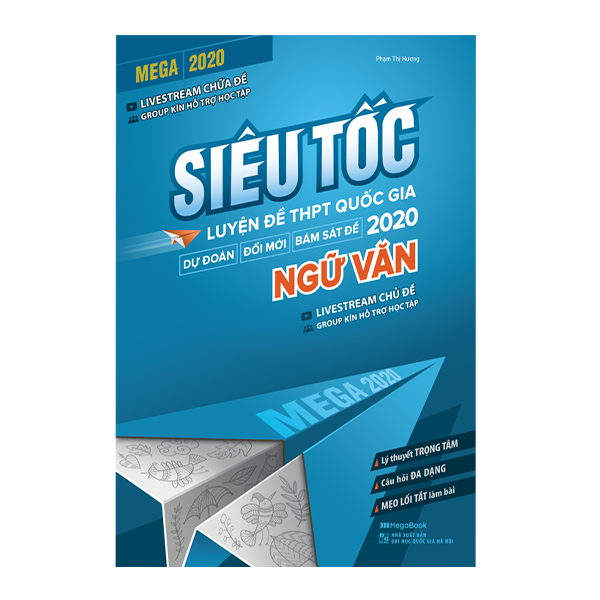 Phạm Thị Hương
MEGA 2020
LIVESTREAM CHỮA ĐỀ
GROUP KÍN HỖ TRỢ HỌC TẬP
SIÊU TỐC
LUYỆN ĐỀ THPT QUỐC GIA
DỰ ĐOÁN ĐỔI MỚI BÁM SÁT ĐỀ 2020
NGỮ VĂN
LIVESTREAM CHỦ ĐỀ
GROUP KÍN HỖ TRỢ HỌC TẬP
MEGA 2020
Lý thuyết TRỌNG TÂM
Câu hỏi ĐA DẠNG
MẸO LỐI TẮT làm bài
MegaBook
NHÀ XUẤT BẢN
ĐẠI HỌC QUỐC GIA HÀ NỘI